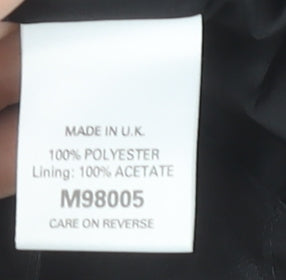 MADE IN U.K.
100% POLYESTER
Lining: 100% ACETATE
M98005
CARE ON REVERSE